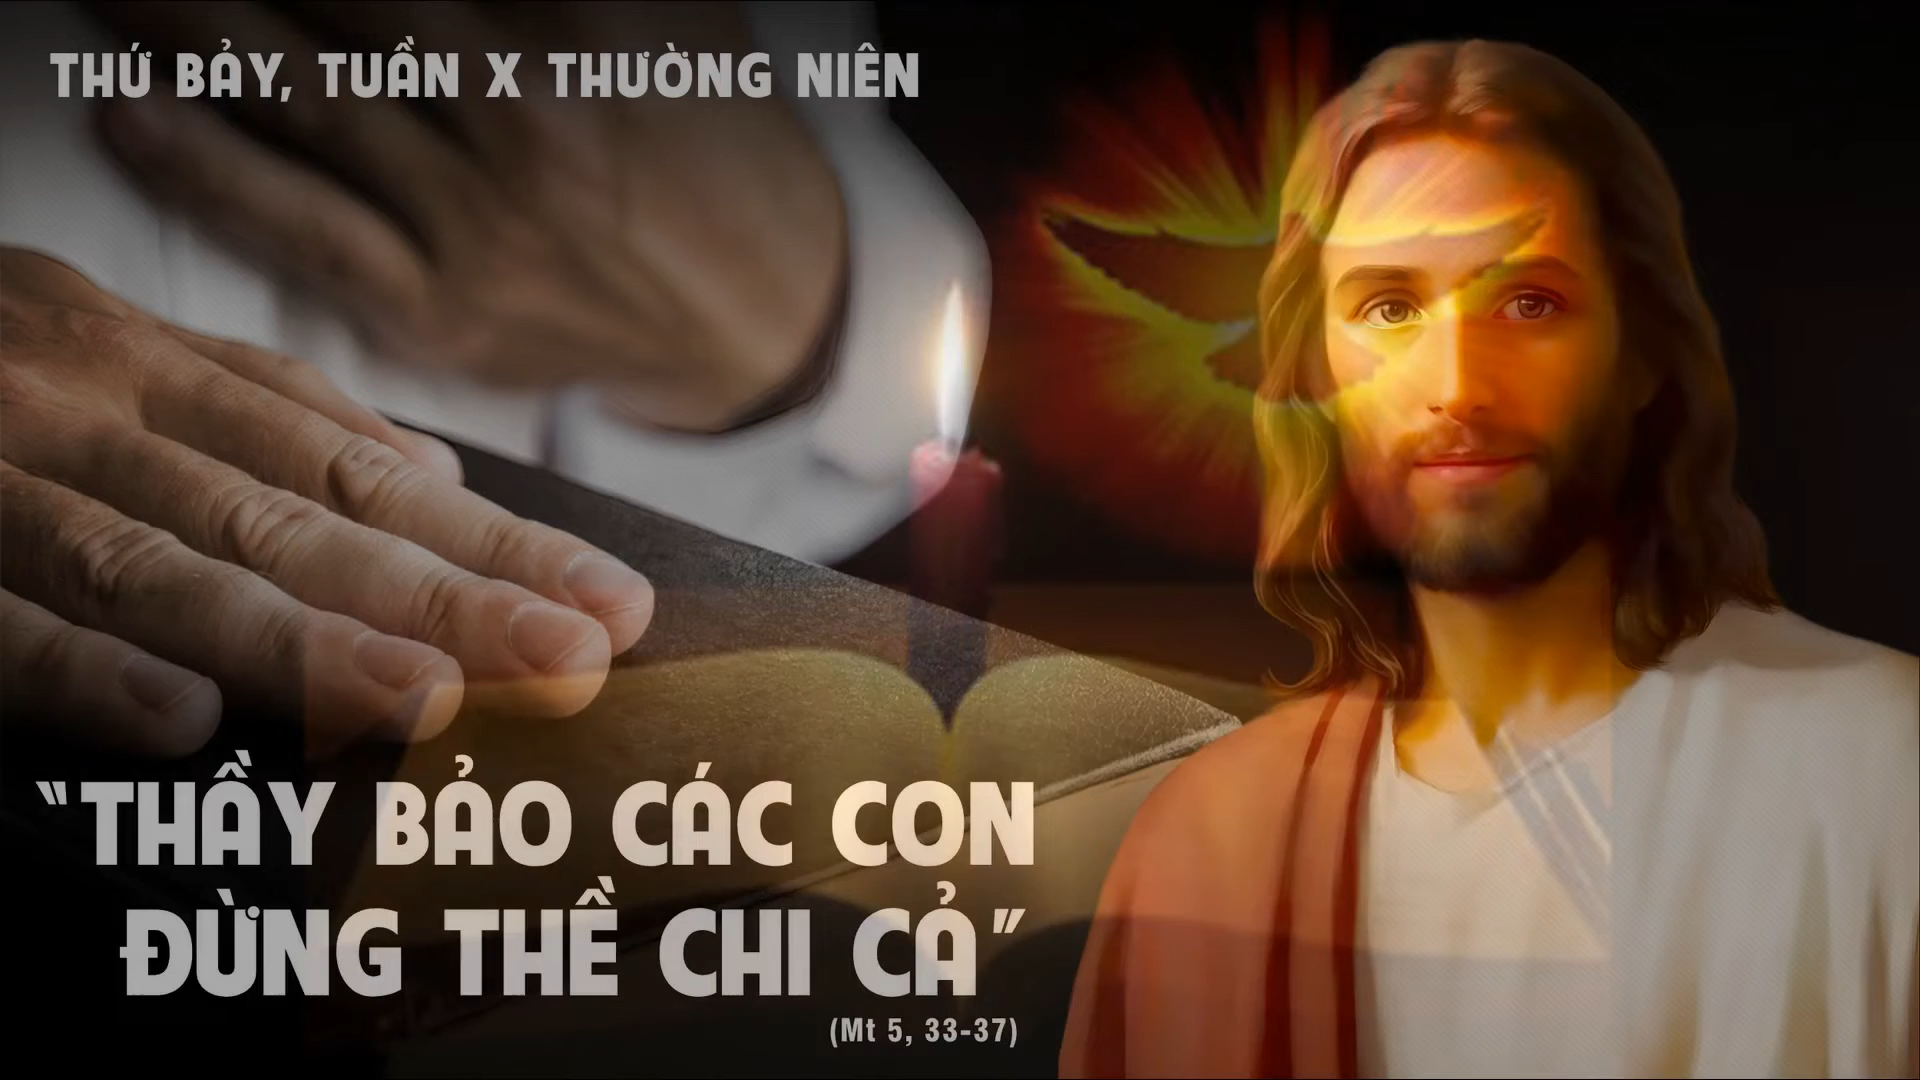 THỨ BẢY, TUẦN X THƯỜNG NIÊN
“THẦY BẢO CÁC CON
ĐỪNG THỀ CHI CẢ”
(Mt 5, 33-37)